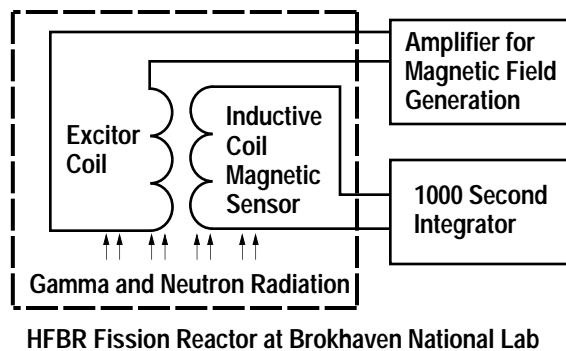 Amplifier for
Magnetic Field
Generation
Excitor
Coil
Inductive
Coil
Magnetic
Sensor
1000 Second
Integrator
Gamma and Neutron Radiation
HFBR Fission Reactor at Brokhaven National Lab